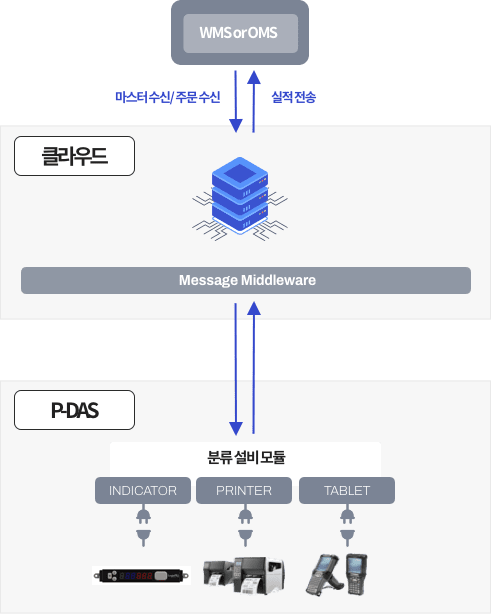 WMS or OMS
마스터 수신/ 주문 수신
실적 전송
클라우드
Message Middleware
P-DAS
분류 설비 모듈
INDICATOR
PRINTER
TABLET